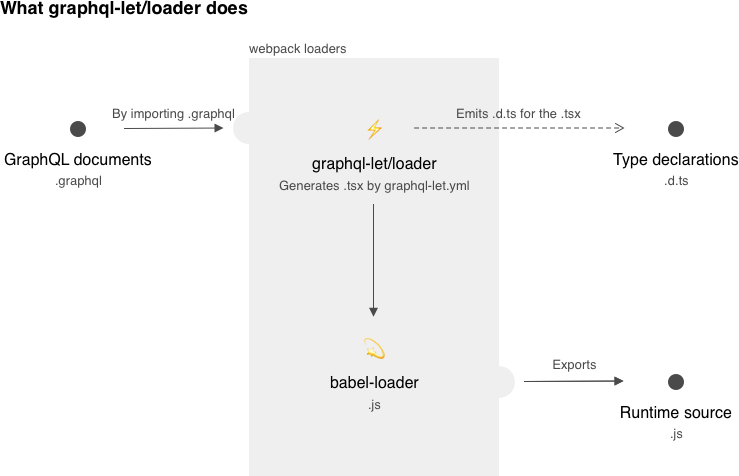 What graphql-let/loader does
webpack loaders
By importing .graphql
Emits .d.ts for the .tsx
GraphQL documents
.graphql
graphql-let/loader
Generates .tsx by graphql-let.yml
Type declarations
.d.ts
babel-loader
.js
Exports
Runtime source
.js